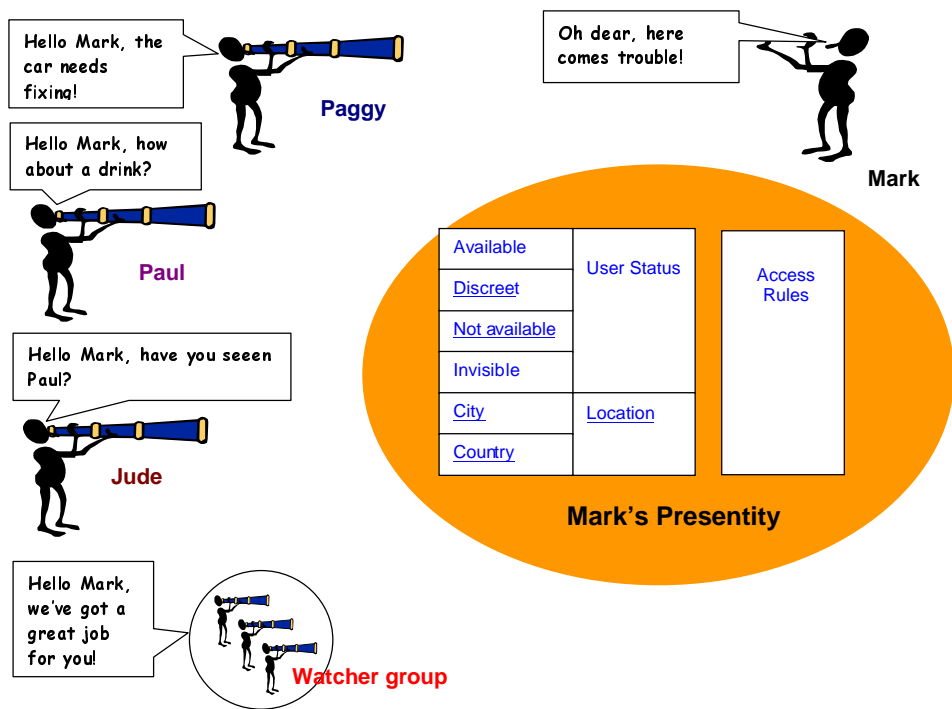 Hello Mark, the
car needs
fixing!
Paggy
Oh dear, here
comes trouble!
Mark
Hello Mark, how
about a drink?
Paul
Hello Mark, have you seeen
Paul?
Jude
Hello Mark,
we've got a
great job
for you!
Watcher group
Available
Discreet
Not available
Invisible
City
Country
User Status
Location
Access
Rules
Mark's Presentity